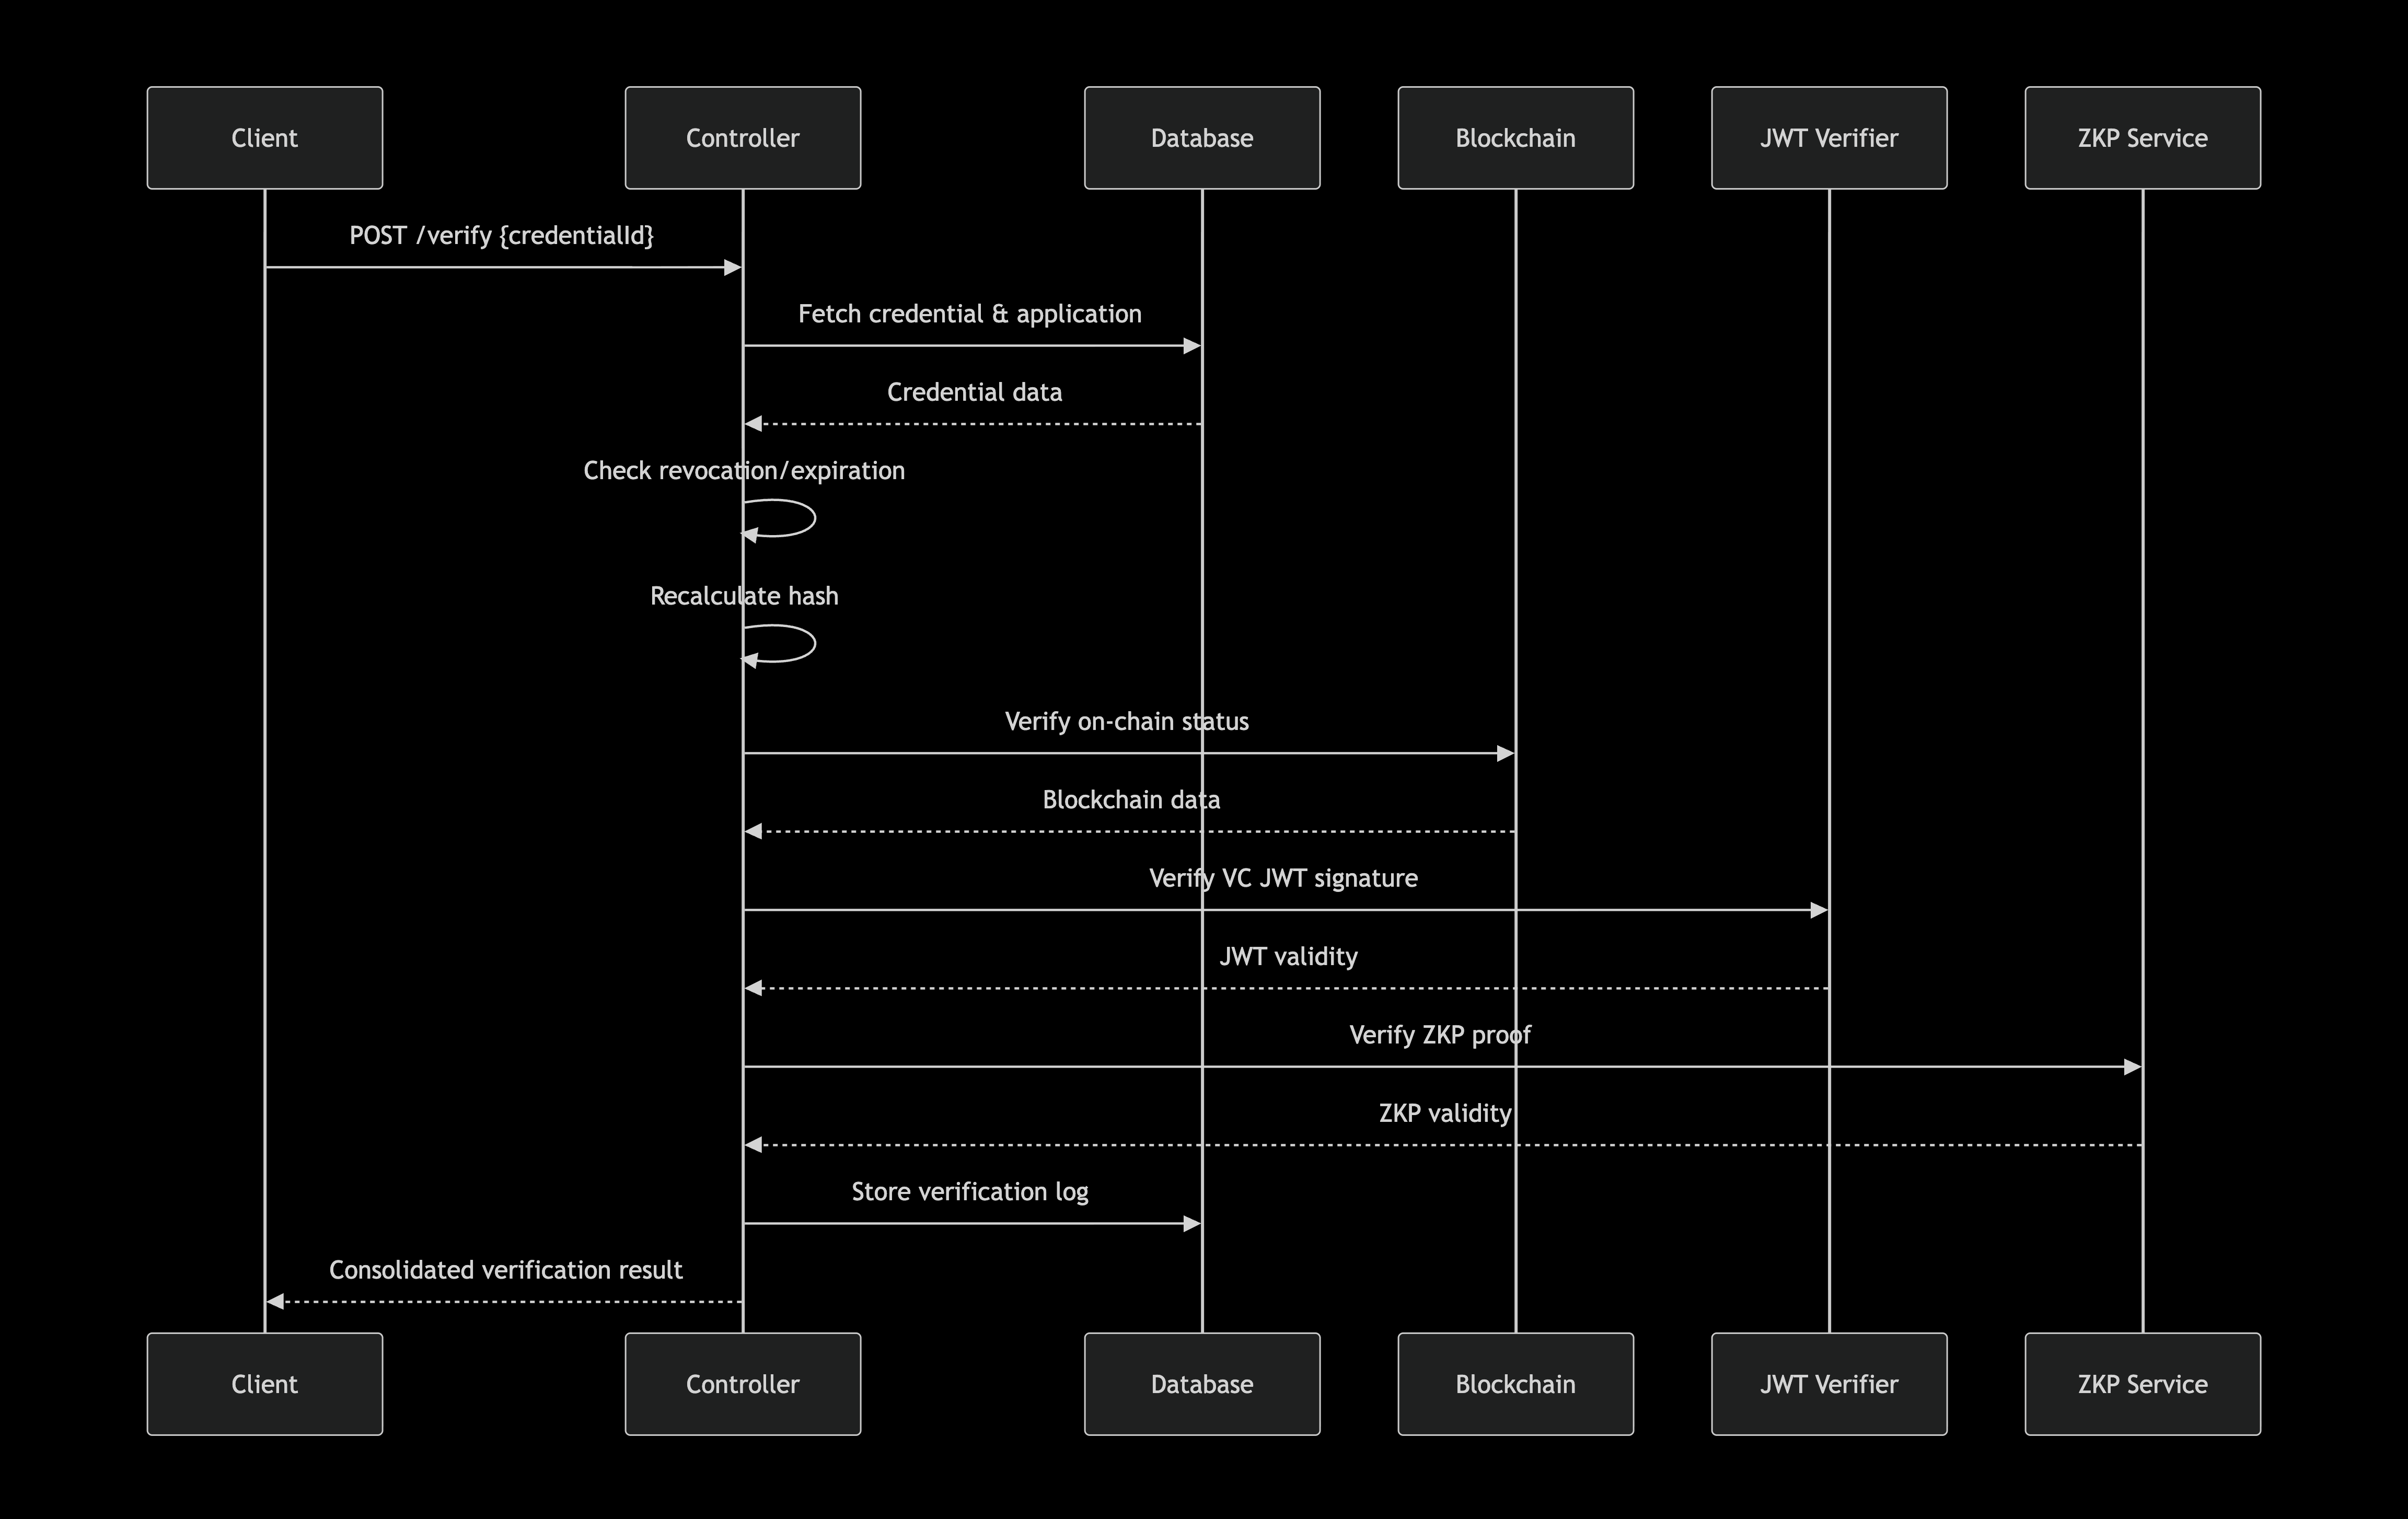 Client
Controller
Database
Blockchain
JWT Verifier
ZKP Service
POST /verify {credentialId}
Fetch credential & application
Credential data
Check revocation/expiration
Recalculate hash
Verify on-chain status
Blockchain data
Verify VC JWT signature
JWT validity
Verify ZKP proof
ZKP validity
Store verification log
Consolidated verification result
Client
Controller
Database
Blockchain
JWT Verifier
ZKP Service